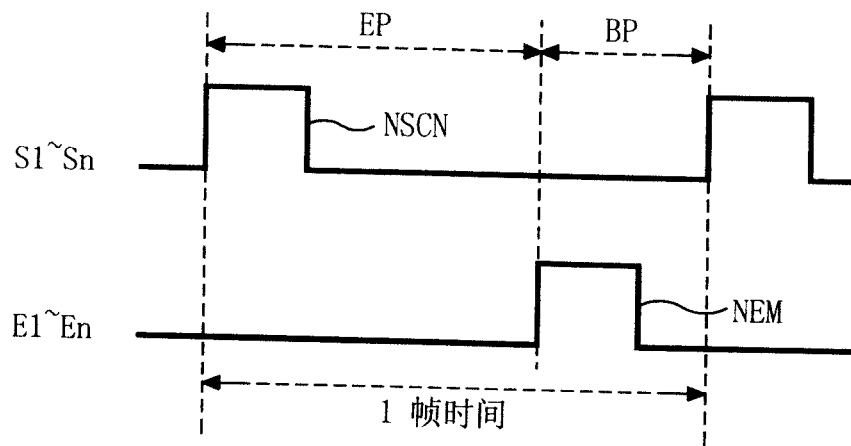 EP
BP
NSCN
S1~Sn
NEM
E1~En
1 帧时间